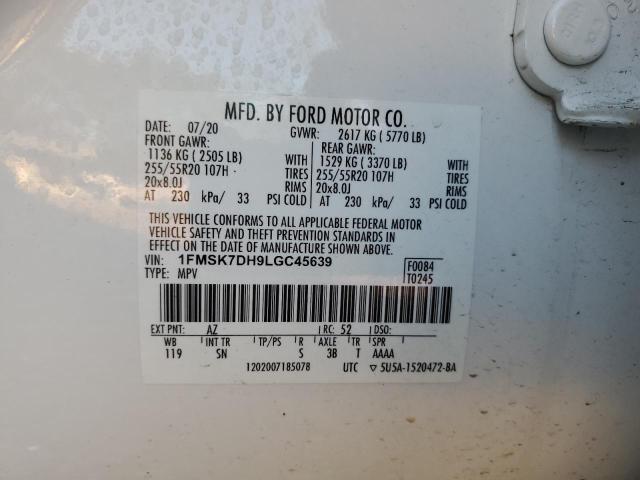 MFD. BY FORD MOTOR CO.
DATE: 07/20 GVWR: 2617 KG ( 5770 LB)
FRONT GAWR: REAR GAWR:
1136 KG ( 2505 LB) WITH 1529 KG ( 3370 LB) WITH
255/55R20 107H TIRES 255/55R20 107H TIRES
20x8.0J RIMS 20x8.0J RIMS
AT 230 kPa/ 33 PSI COLD AT 230 kPa/ 33 PSI COLD
THIS VEHICLE CONFORMS TO ALL APPLICABLE FEDERAL MOTOR
VEHICLE SAFETY AND THEFT PREVENTION STANDARDS IN
EFFECT ON THE DATE OF MANUFACTURE SHOWN ABOVE.
VIN: 1FMSK7DH9LGC45639 F0084
TYPE: MPV T0245
EXT PNT: AZ RC: 52 DSO:
WB INT TR TP/PS R AXLE TR SPR
119 SN S 3B T AAAA
1202007185078 UTC ▽ 5U5A-1520472-BA